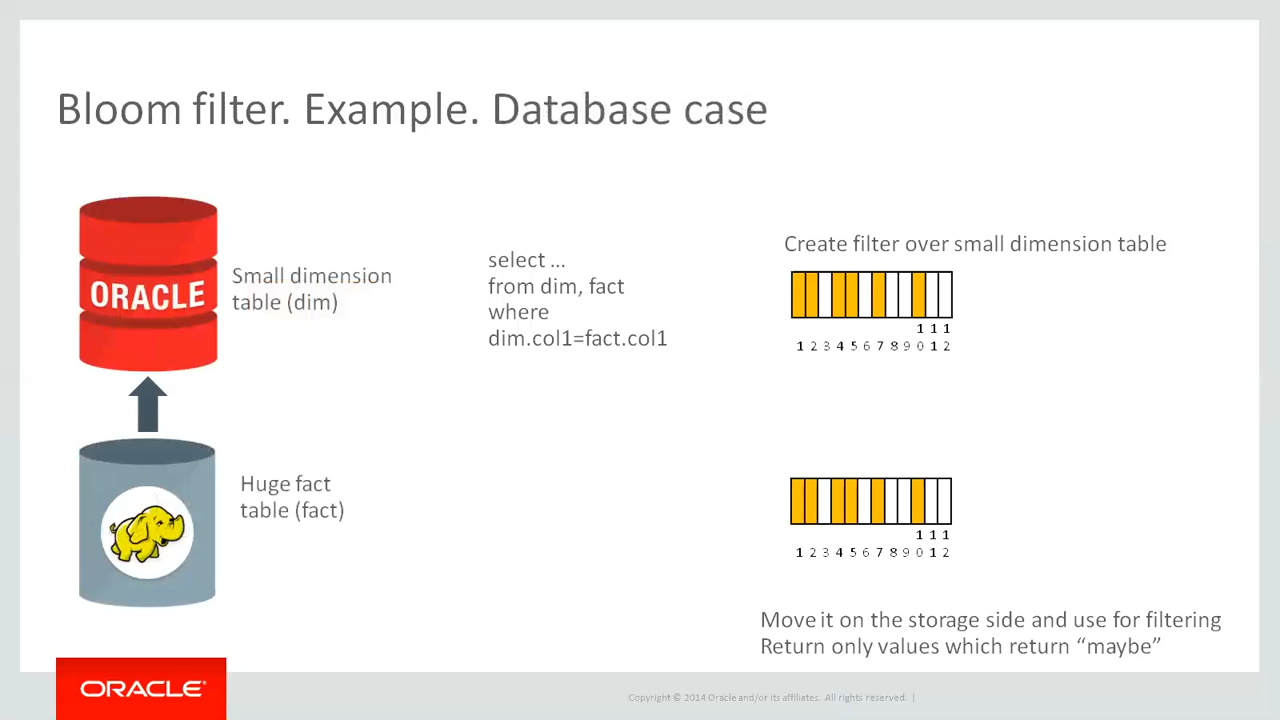 Bloom filter. Example. Database case
ORACLE
Small dimension
table (dim)
select ...
from dim, fact
where
dim.col1=fact.col1
Create filter over small dimension table
1 1 1
1 2 3 4 5 6 7 8 9 0 1 2
Huge fact
table (fact)
1 1 1
1 2 3 4 5 6 7 8 9 0 1 2
Move it on the storage side and use for filtering
Return only values which return “maybe”
ORACLE®
Copyright © 2014 Oracle and/or its affiliates. All rights reserved. |